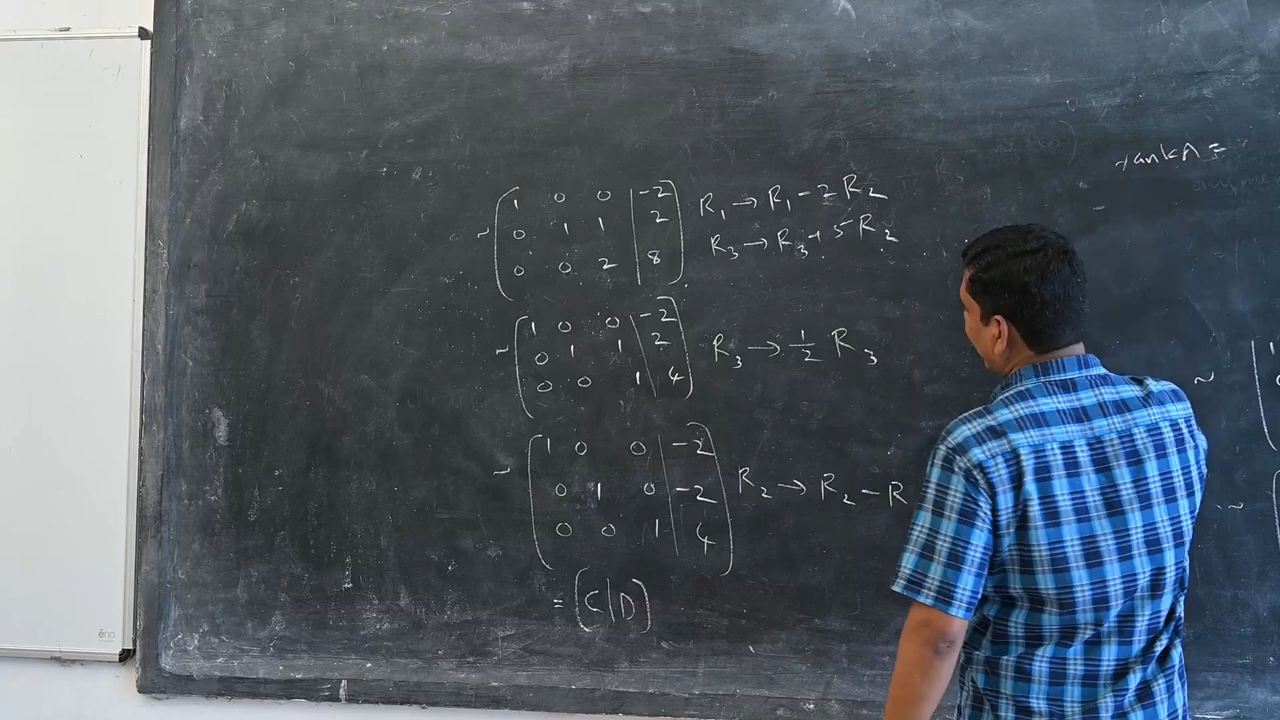 rank A =
1 0 0 | -2 R₁ → R₁ - 2R₂
~ 0 1 1 | 2 R₃ → R₃ + 5R₂
0 0 2 | 8
1 0 0 | -2
~ 0 1 1 | 2 R₃ → 1/2 R₃
0 0 1 | 4
~ 1 0 0 | -2
0 1 0 | -2 R₂ → R₂ - R
0 0 1 | 4
= (C|D)
~
~
eno